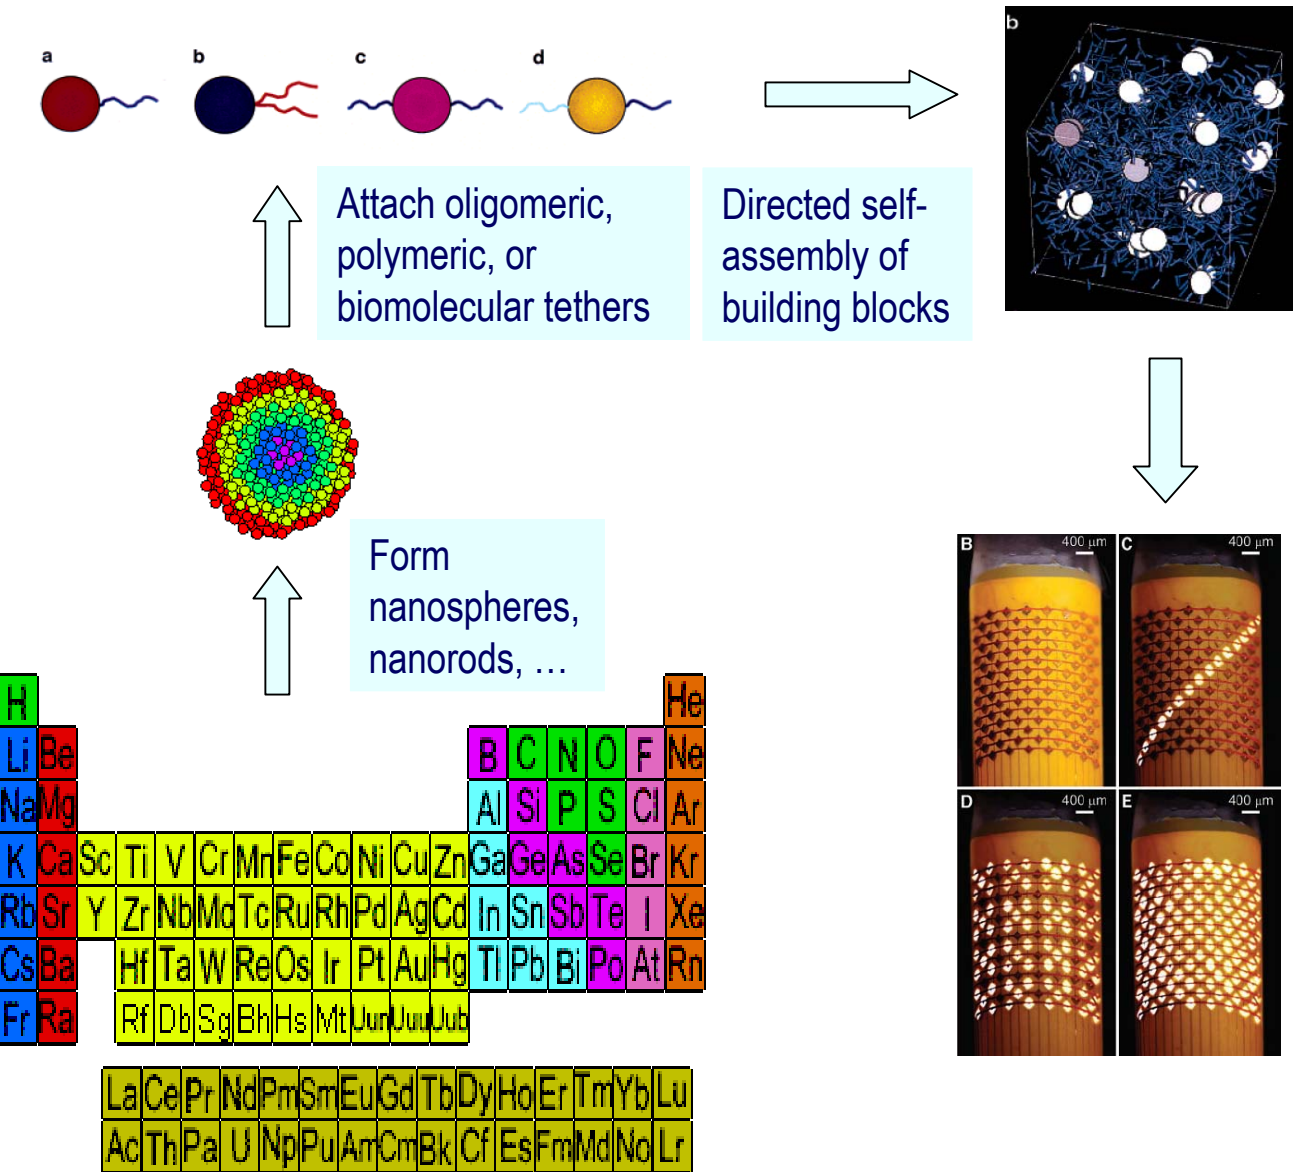 a b c d
b
Attach oligomeric,
polymeric, or
biomolecular tethers
Directed self-
assembly of
building blocks
Form
nanospheres,
nanorods, …
B 400 µm
C 400 µm
D 400 µm
E 400 µm
H He
Li Be B C N O F Ne
Na Mg Al Si P S Cl Ar
K Ca Sc Ti V Cr Mn Fe Co Ni Cu Zn Ga Ge As Se Br Kr
Rb Sr Y Zr Nb Mo Tc Ru Rh Pd Ag Cd In Sn Sb Te I Xe
Cs Ba Hf Ta W Re Os Ir Pt Au Hg Tl Pb Bi Po At Rn
Fr Ra Rf Db Sg Bh Hs Mt Uun Uuu Uub
La Ce Pr Nd Pm Sm Eu Gd Tb Dy Ho Er Tm Yb Lu
Ac Th Pa U Np Pu Am Cm Bk Cf Es Fm Md No Lr